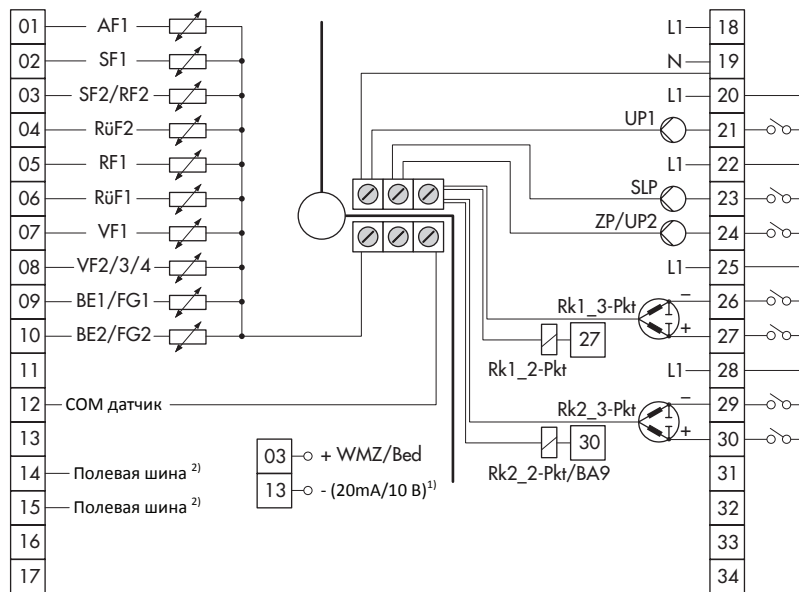 01 AF1
02 SF1
03 SF2/RF2
04 RüF2
05 RF1
06 RüF1
07 VF1
08 VF2/3/4
09 BE1/FG1
10 BE2/FG2
11
12 COM датчик
13
14 Полевая шина 2)
15 Полевая шина 2)
16
17
03 + WMZ/Bed
13 - (20mA/10 В)1)
L1 18
N 19
L1 20
UP1 21
L1 22
SLP 23
ZP/UP2 24
L1 25
Rk1_3-Pkt - 26
+ 27
27
Rk1_2-Pkt
L1 28
Rk2_3-Pkt - 29
+ 30
30
Rk2_2-Pkt/BA9
31
32
33
34